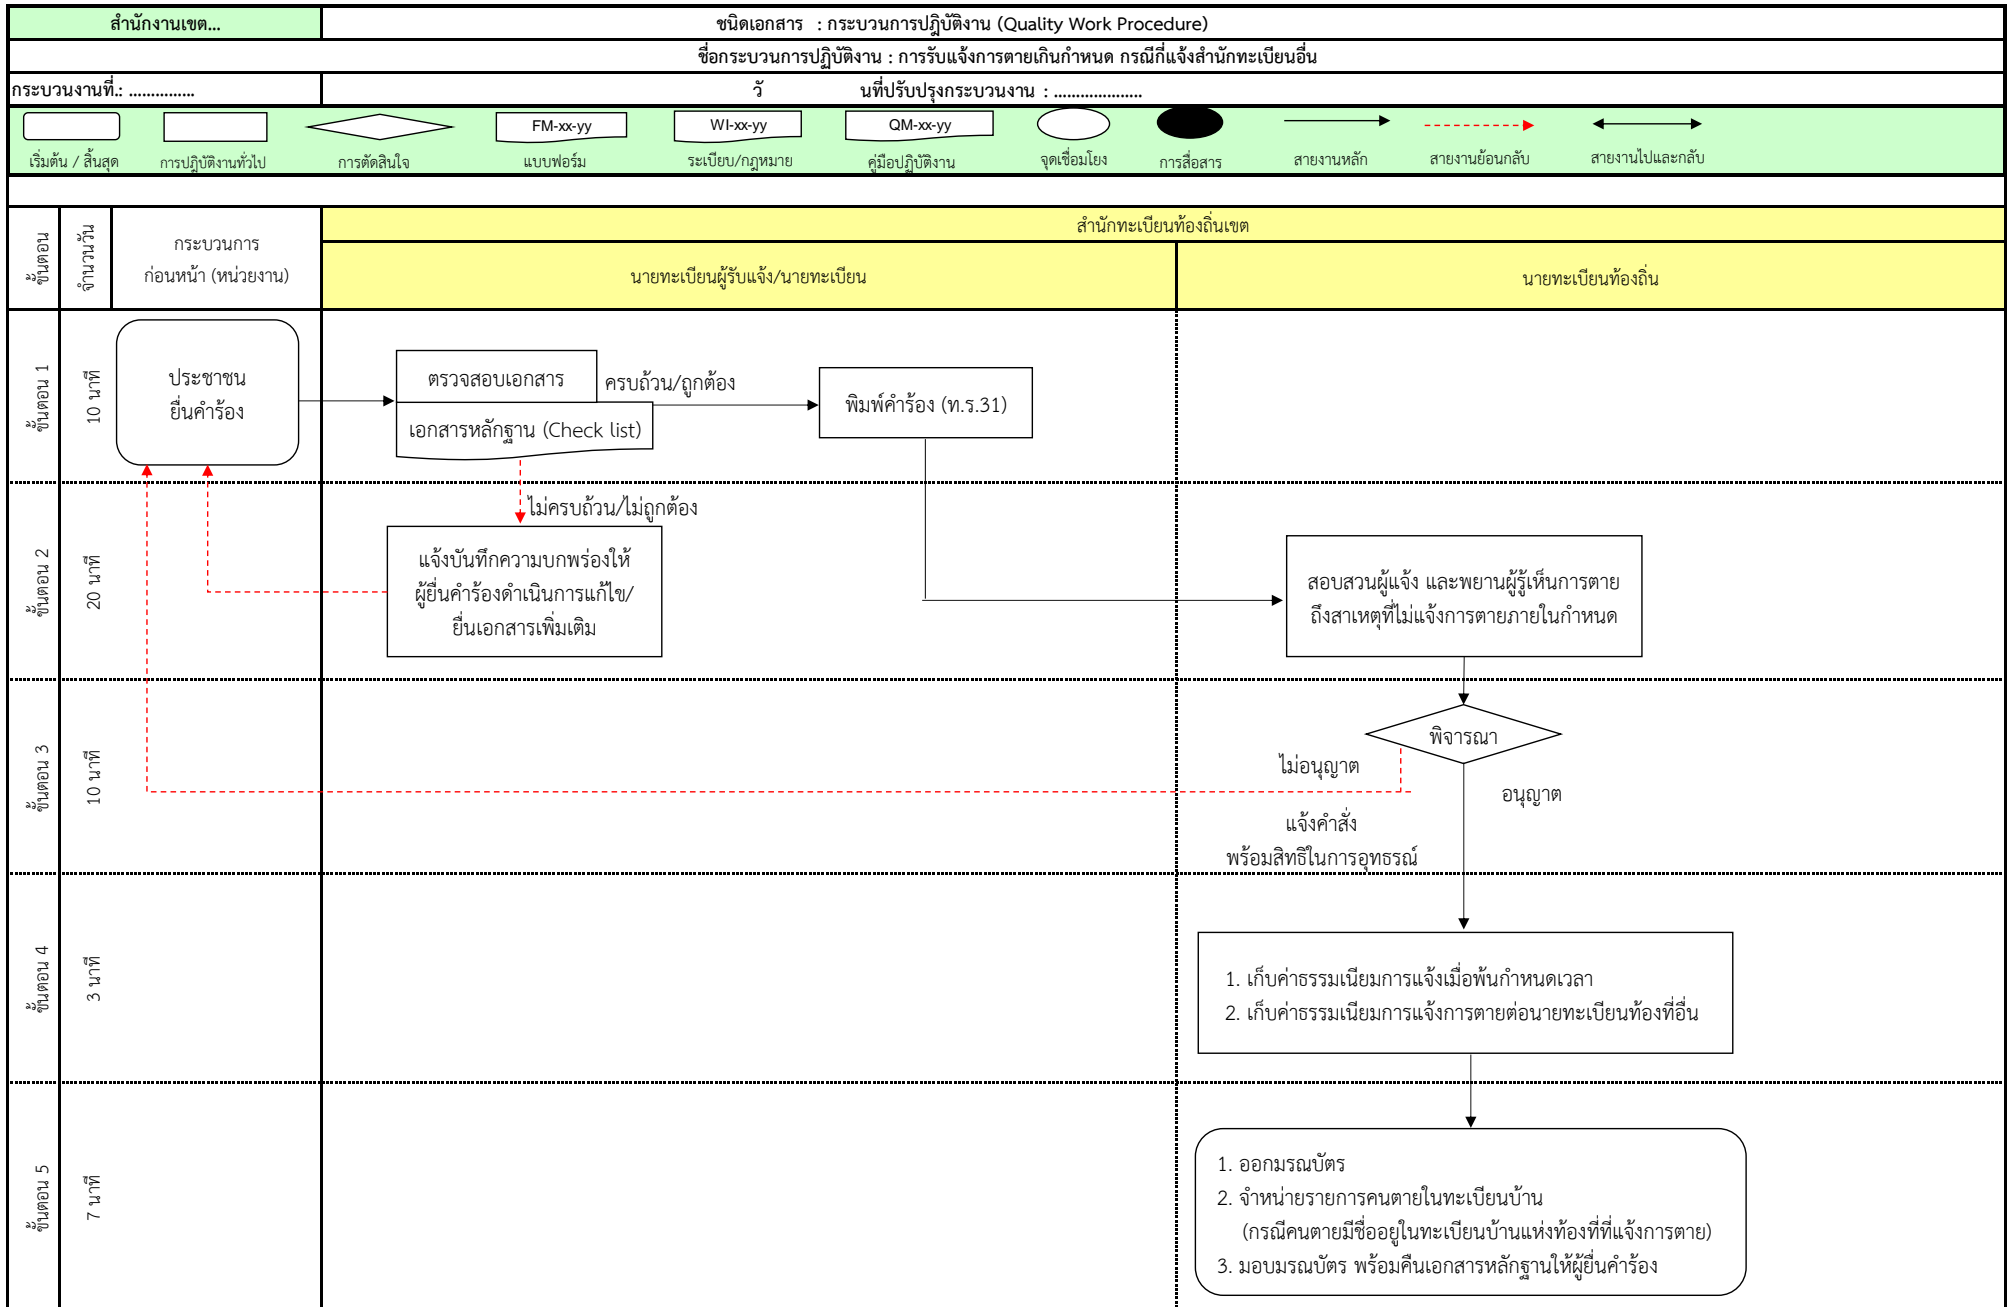 สำนักงานเขต...
ชนิดเอกสาร : กระบวนการปฎิบัติงาน (Quality Work Procedure)
ชื่อกระบวนการปฏิบัติงาน : การรับแจ้งการตายเกินกำหนด กรณีกี่แจ้งสำนักทะเบียนอื่น
กระบวนงานที่.: ...............
วั นที่ปรับปรุงกระบวนงาน : ....................
FM-xx-yy
WI-xx-yy
QM-xx-yy
เริ่มต้น / สิ้นสุด
การปฎิบัติงานทั่วไป
การตัดสินใจ
แบบฟอร์ม
ระเบียบ/กฎหมาย
คู่มือปฏิบัติงาน
จุดเชื่อมโยง
การสื่อสาร
สายงานหลัก
สายงานย้อนกลับ
สายงานไปและกลับ
ขั้นตอน
จำนวนวัน
กระบวนการ
ก่อนหน้า (หน่วยงาน)
สำนักทะเบียนท้องถิ่นเขต
นายทะเบียนผู้รับแจ้ง/นายทะเบียน
นายทะเบียนท้องถิ่น
ขั้นตอน 1
10 นาที
ประชาชน
ยื่นคำร้อง
ตรวจสอบเอกสาร
เอกสารหลักฐาน (Check list)
ครบถ้วน/ถูกต้อง
พิมพ์คำร้อง (ท.ร.31)
ไม่ครบถ้วน/ไม่ถูกต้อง
ขั้นตอน 2
20 นาที
แจ้งบันทึกความบกพร่องให้
ผู้ยื่นคำร้องดำเนินการแก้ไข/
ยื่นเอกสารเพิ่มเติม
สอบสวนผู้แจ้ง และพยานผู้รู้เห็นการตาย
ถึงสาเหตุที่ไม่แจ้งการตายภายในกำหนด
ขั้นตอน 3
10 นาที
พิจารณา
ไม่อนุญาต
อนุญาต
แจ้งคำสั่ง
พร้อมสิทธิในการอุทธรณ์
ขั้นตอน 4
3 นาที
1. เก็บค่าธรรมเนียมการแจ้งเมื่อพ้นกำหนดเวลา
2. เก็บค่าธรรมเนียมการแจ้งการตายต่อนายทะเบียนท้องที่อื่น
ขั้นตอน 5
7 นาที
1. ออกมรณบัตร
2. จำหน่ายรายการคนตายในทะเบียนบ้าน
(กรณีคนตายมีชื่ออยู่ในทะเบียนบ้านแห่งท้องที่ที่แจ้งการตาย)
3. มอบมรณบัตร พร้อมคืนเอกสารหลักฐานให้ผู้ยื่นคำร้อง